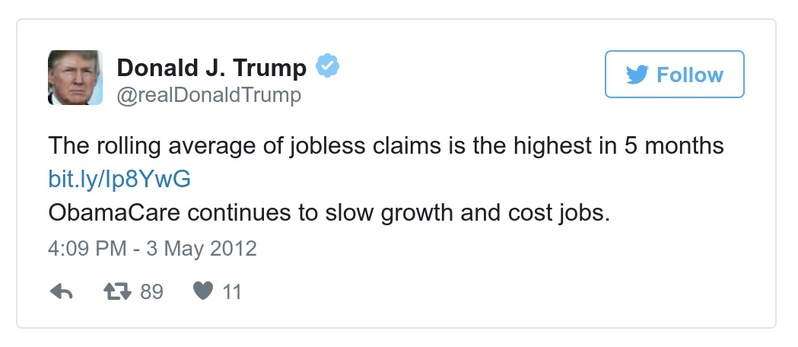 Donald J. Trump
@realDonaldTrump
Follow
The rolling average of jobless claims is the highest in 5 months
bit.ly/Ip8YwG
ObamaCare continues to slow growth and cost jobs.
4:09 PM - 3 May 2012
89 11